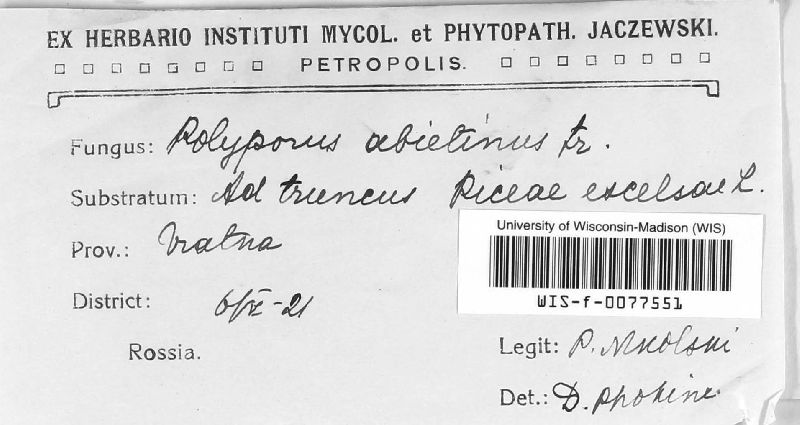 EX HERBARIO INSTITUTI MYCOL. et PHYTOPATH. JACZEWSKI.
PETROPOLIS.
Fungus: Polyporus abietinus Fr.
Substratum: Ad truncus Piceae excelsae L.
University of Wisconsin-Madison (WIS)
Prov.: Vratna
WIS-f-0077551
District: 6/IX-21
Rossia.
Legit: P. Nikolski
Det.: D.